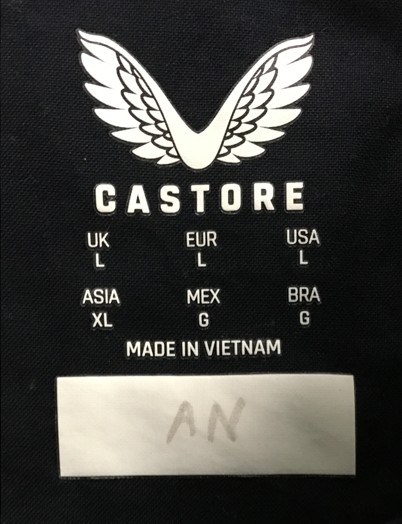 CASTORE
UK EUR USA
L L L
ASIA MEX BRA
XL G G
MADE IN VIETNAM
AN